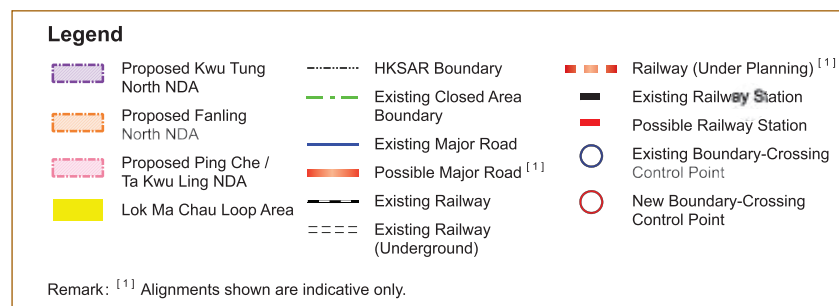 Legend
Proposed Kwu Tung
North NDA
Proposed Fanling
North NDA
Proposed Ping Che /
Ta Kwu Ling NDA
Lok Ma Chau Loop Area
HKSAR Boundary
Existing Closed Area
Boundary
Existing Major Road
Possible Major Road [1]
Existing Railway
Existing Railway
(Underground)
Railway (Under Planning) [1]
Existing Railway Station
Possible Railway Station
Existing Boundary-Crossing
Control Point
New Boundary-Crossing
Control Point
Remark: [1] Alignments shown are indicative only.